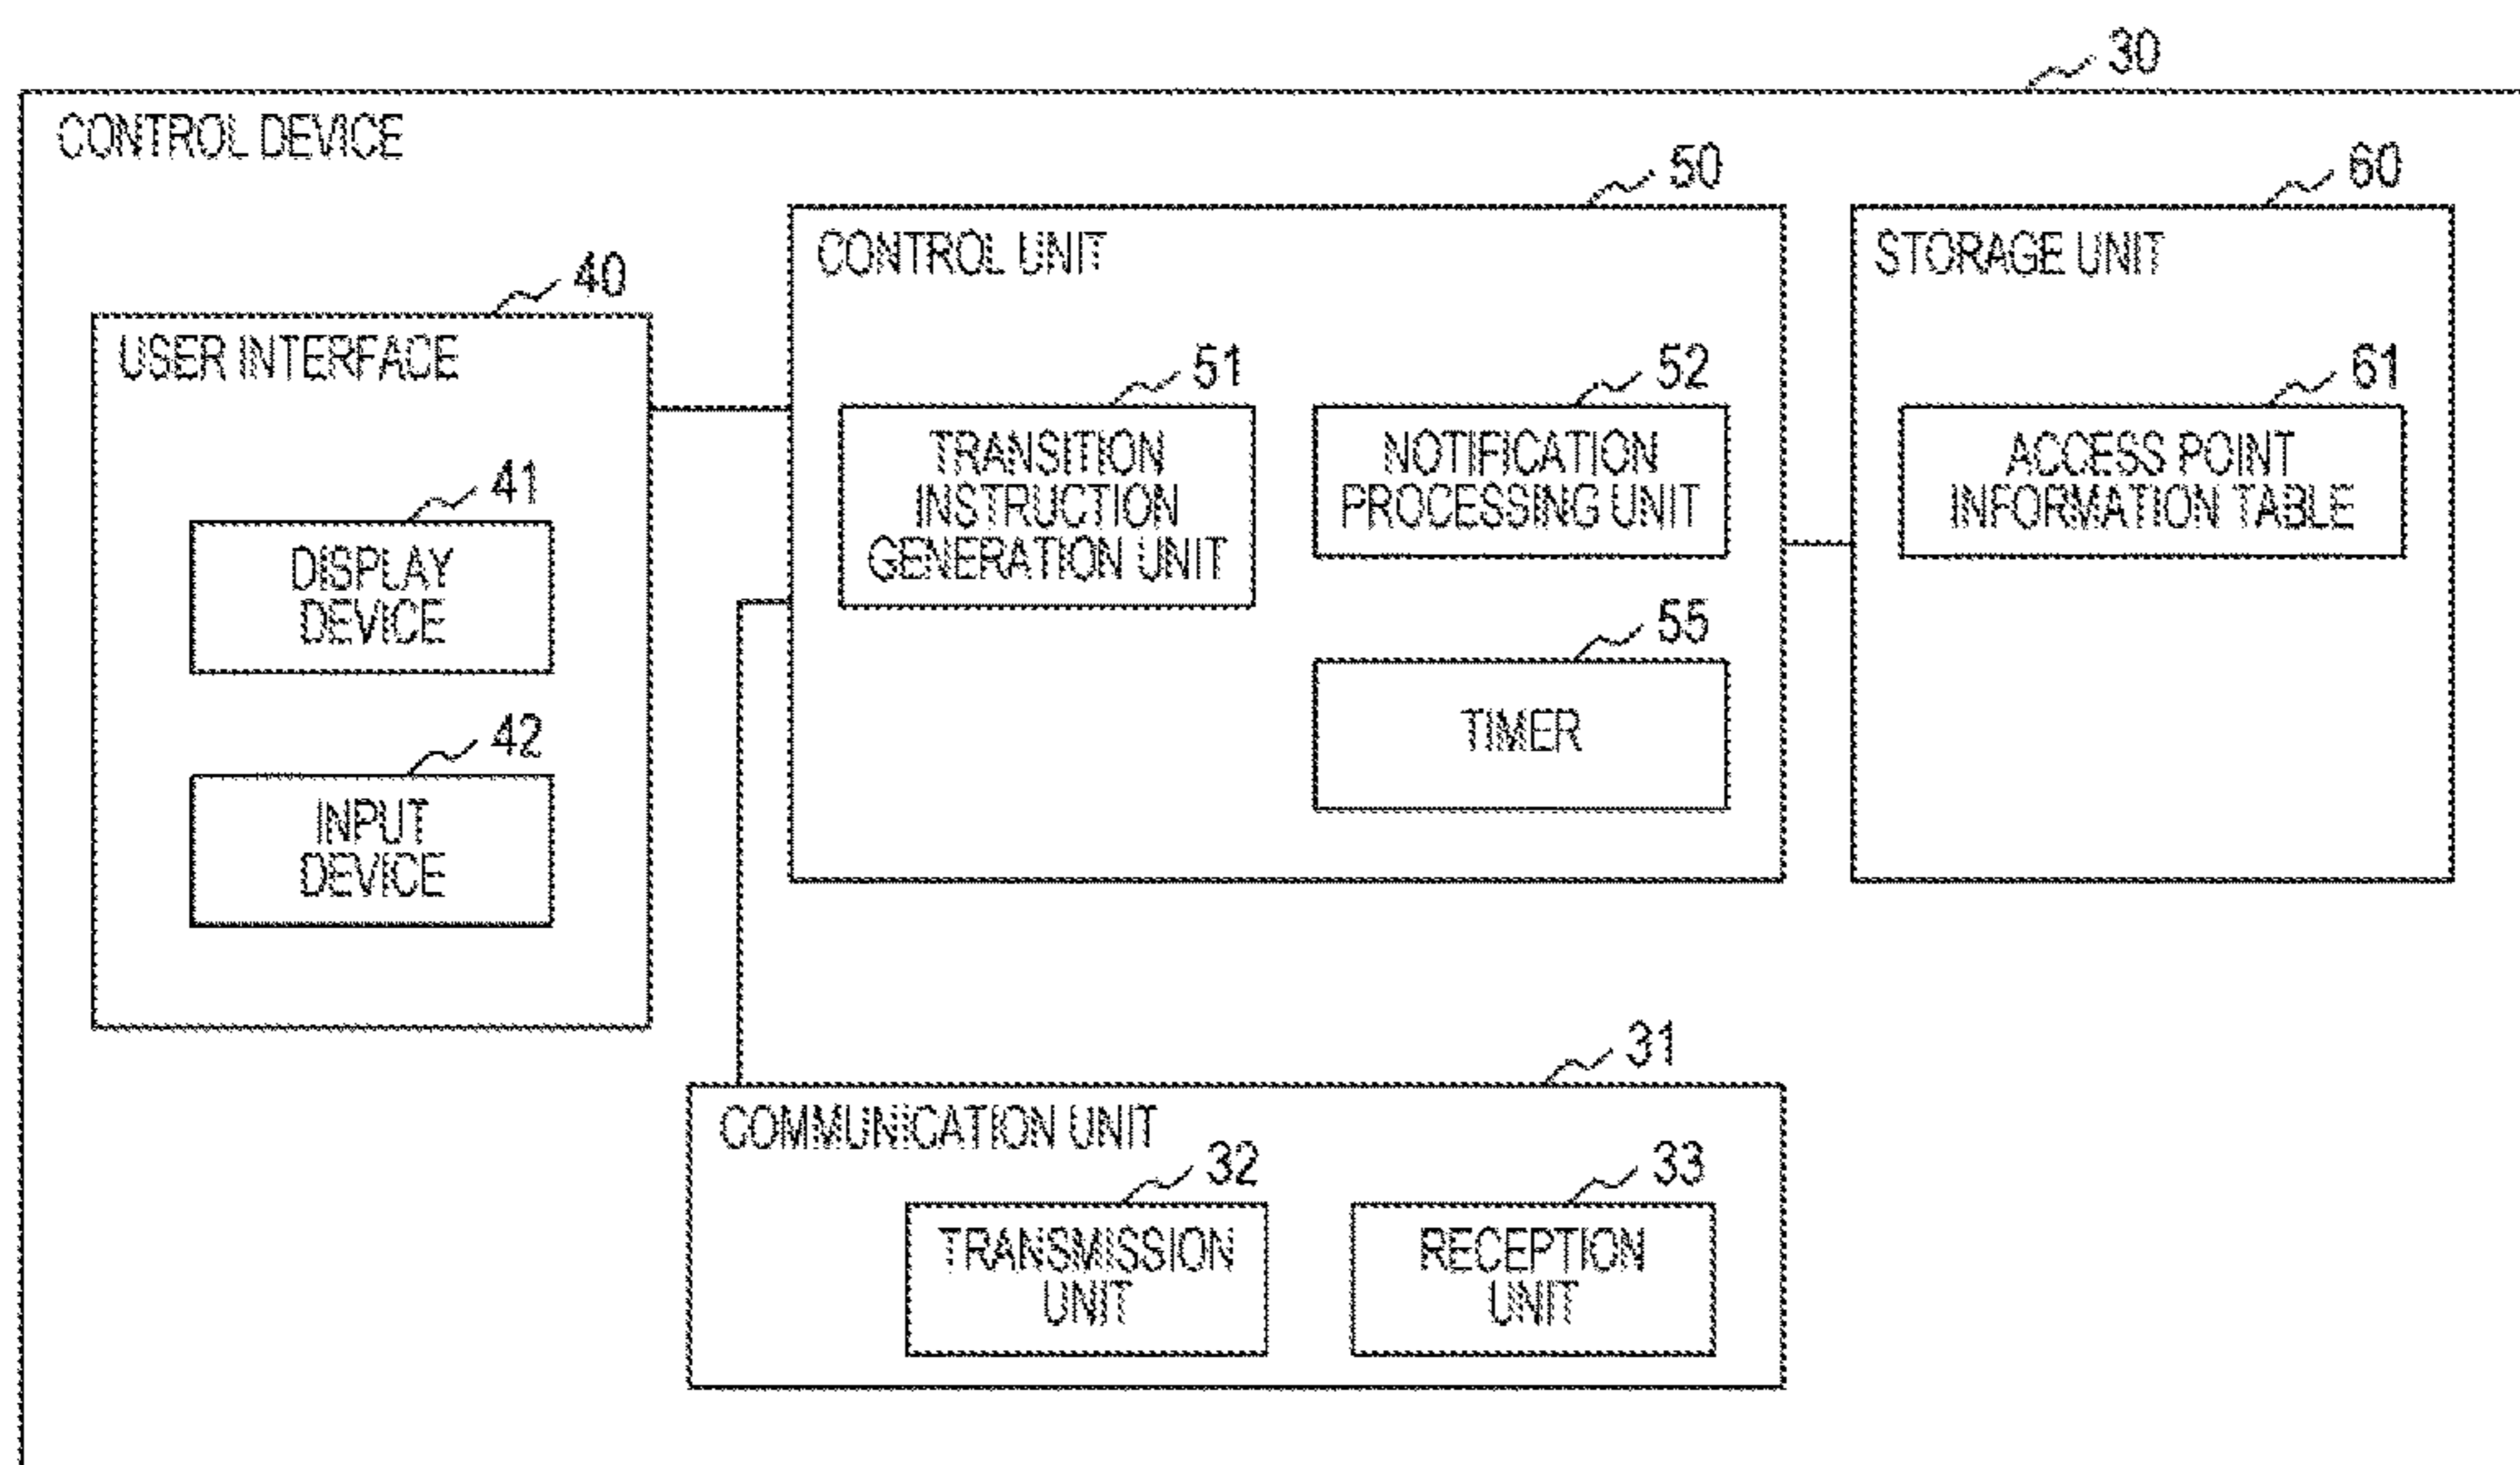 30
CONTROL DEVICE
50
60
CONTROL UNIT
STORAGE UNIT
40
USER INTERFACE
51
52
61
TRANSITION
INSTRUCTION
GENERATION UNIT
NOTIFICATION
PROCESSING UNIT
ACCESS POINT
INFORMATION TABLE
41
DISPLAY
DEVICE
55
TIMER
42
INPUT
DEVICE
31
COMMUNICATION UNIT
32
33
TRANSMISSION
UNIT
RECEPTION
UNIT